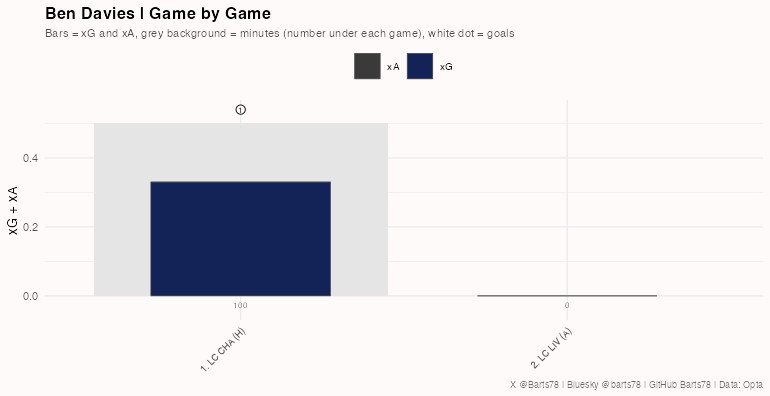 Ben Davies | Game by Game
Bars = xG and xA, grey background = minutes (number under each game), white dot = goals
xA xG
1
xG + xA
0.4
0.2
0.0
100 0
1. LC CHA (H) 2. LC LIV (A)
X @Barts78 | Bluesky @barts78 | GitHub Barts78 | Data: Opta